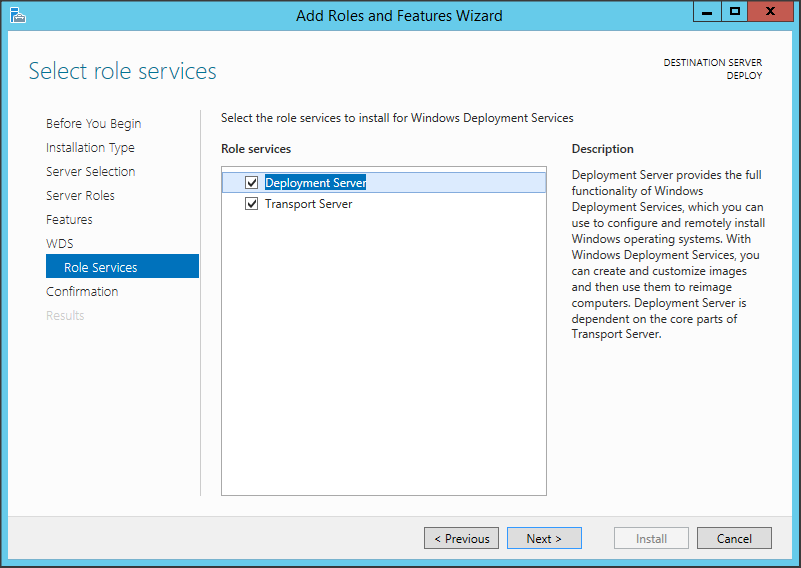 Add Roles and Features Wizard
Select role services
DESTINATION SERVER
DEPLOY
Before You Begin
Installation Type
Server Selection
Server Roles
Features
WDS
Role Services
Confirmation
Results
Select the role services to install for Windows Deployment Services
Role services
Deployment Server
Transport Server
Description
Deployment Server provides the full
functionality of Windows
Deployment Services, which you can
use to configure and remotely install
Windows operating systems. With
Windows Deployment Services, you
can create and customize images
and then use them to reimage
computers. Deployment Server is
dependent on the core parts of
Transport Server.
< Previous
Next >
Install
Cancel